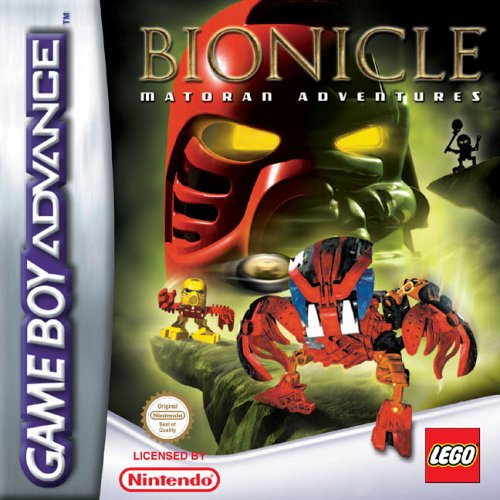 GAME BOY ADVANCE
BIONICLE
MATORAN ADVENTURES
Original
Nintendo
Seal of
Quality
LICENSED BY
Nintendo
LEGO